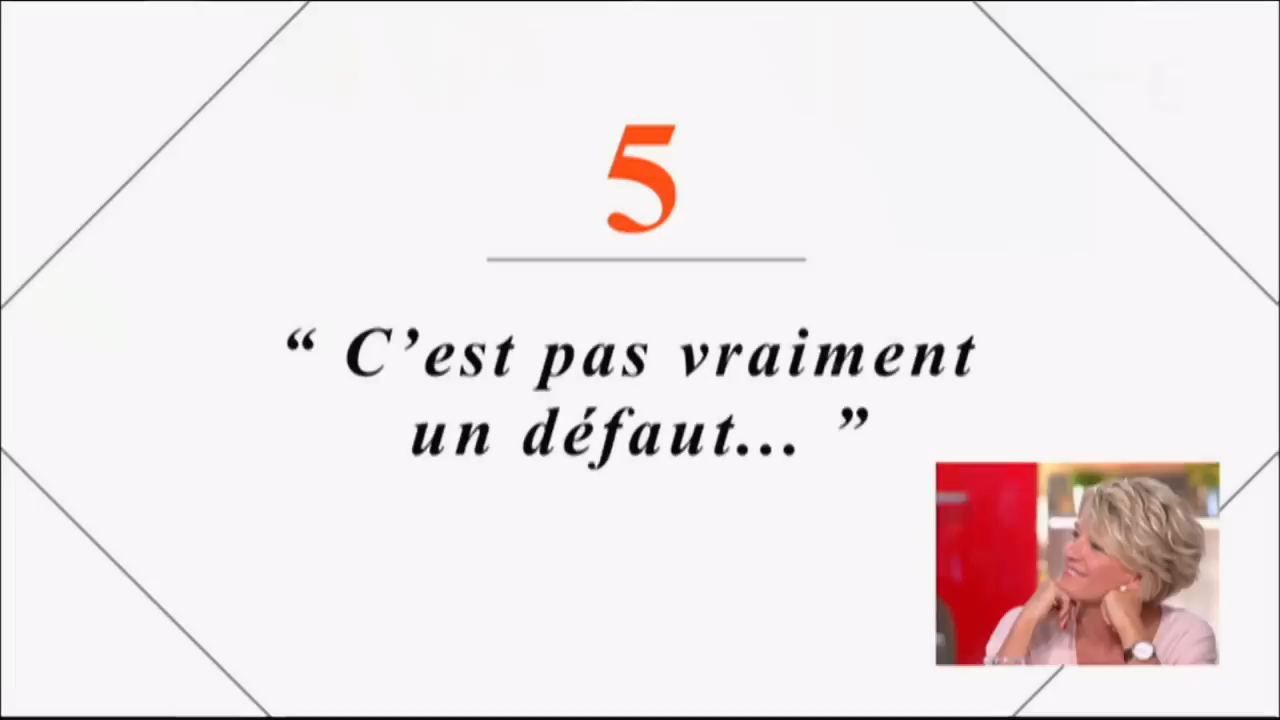 5
“ C’est pas vraiment
un défaut... ”